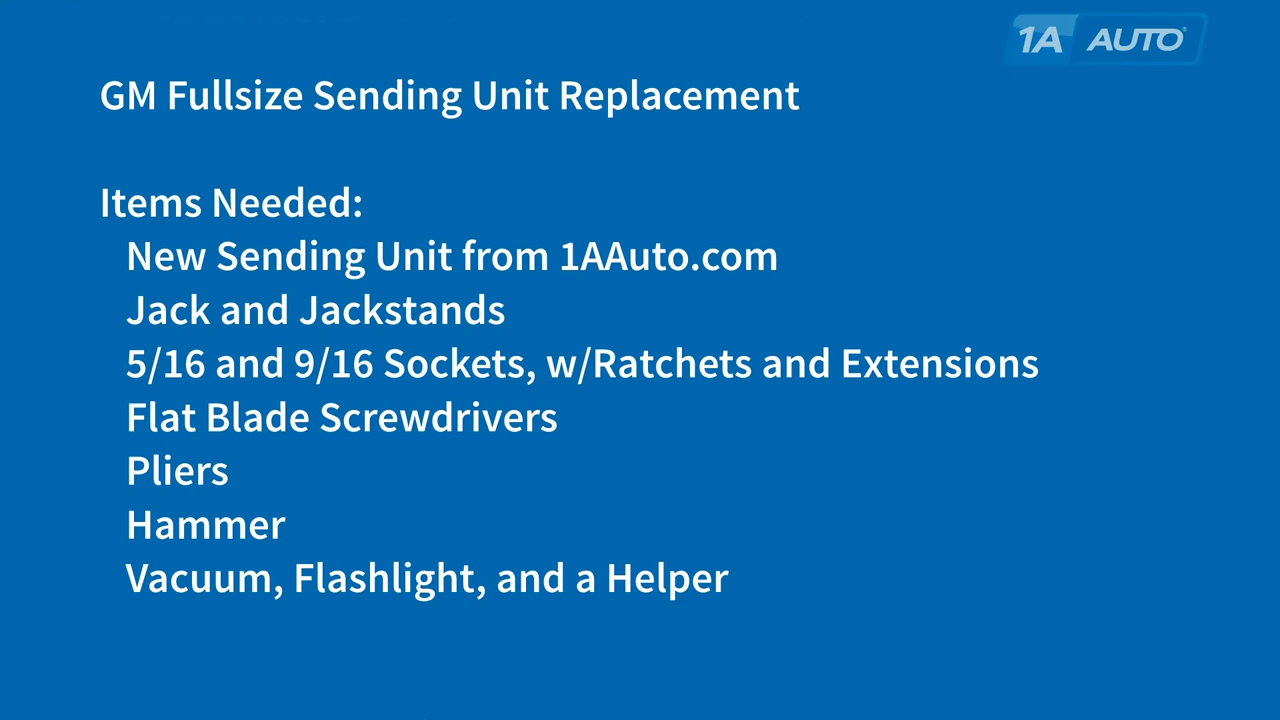 1A AUTO
GM Fullsize Sending Unit Replacement
Items Needed:
New Sending Unit from 1AAuto.com
Jack and Jackstands
5/16 and 9/16 Sockets, w/Ratchets and Extensions
Flat Blade Screwdrivers
Pliers
Hammer
Vacuum, Flashlight, and a Helper